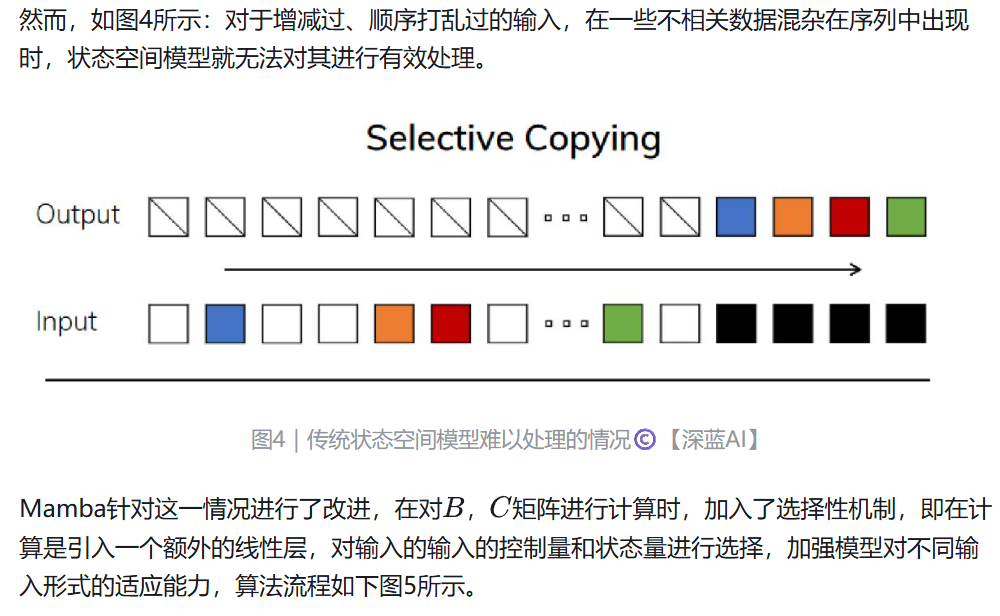 然而，如图4所示：对于增减过、顺序打乱过的输入，在一些不相关数据混杂在序列中出现
时，状态空间模型就无法对其进行有效处理。
Selective Copying
Output
Input
图4｜传统状态空间模型难以处理的情况©【深蓝AI】
Mamba针对这一情况进行了改进，在对B，C矩阵进行计算时，加入了选择性机制，即在计
算是引入一个额外的线性层，对输入的输入的控制量和状态量进行选择，加强模型对不同输
入形式的适应能力，算法流程如下图5所示。